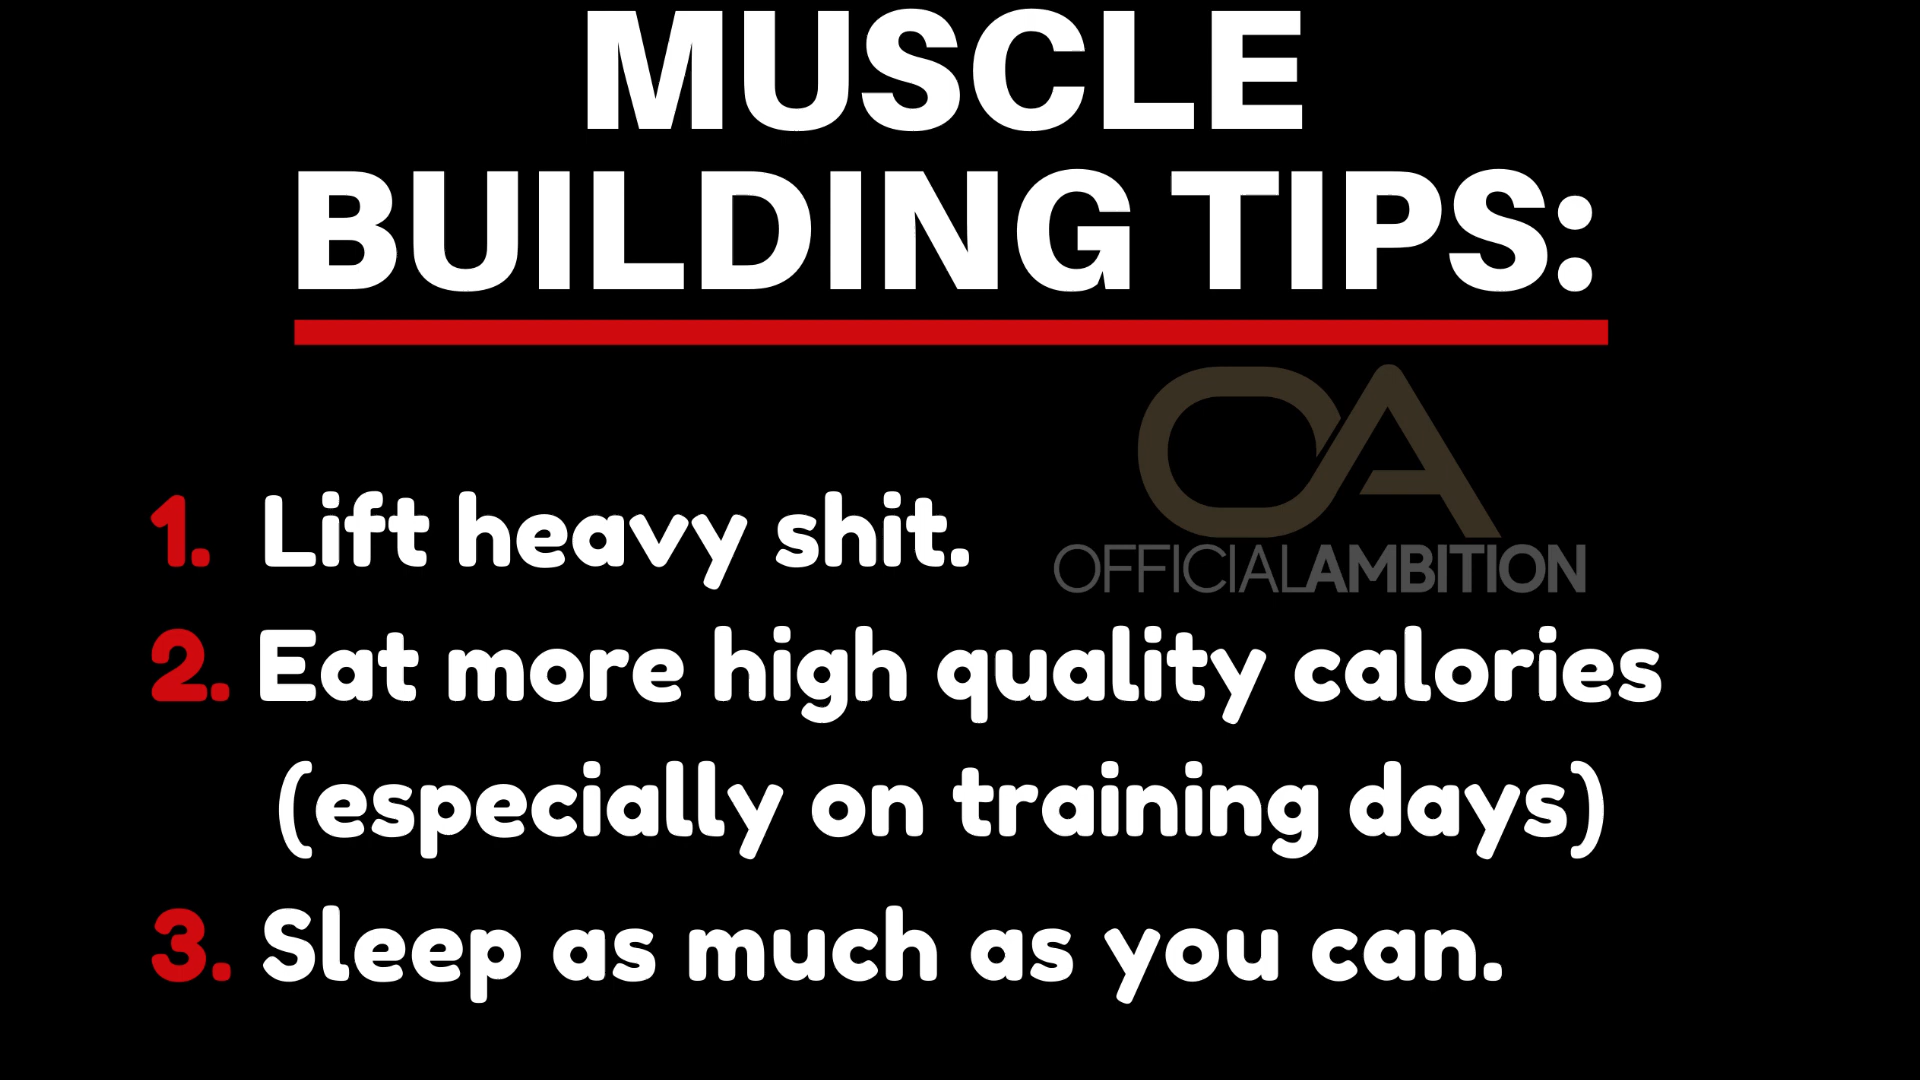 MUSCLE
BUILDING TIPS:
OA
OFFICIALAMBITION
1. Lift heavy shit.
2. Eat more high quality calories
(especially on training days)
3. Sleep as much as you can.